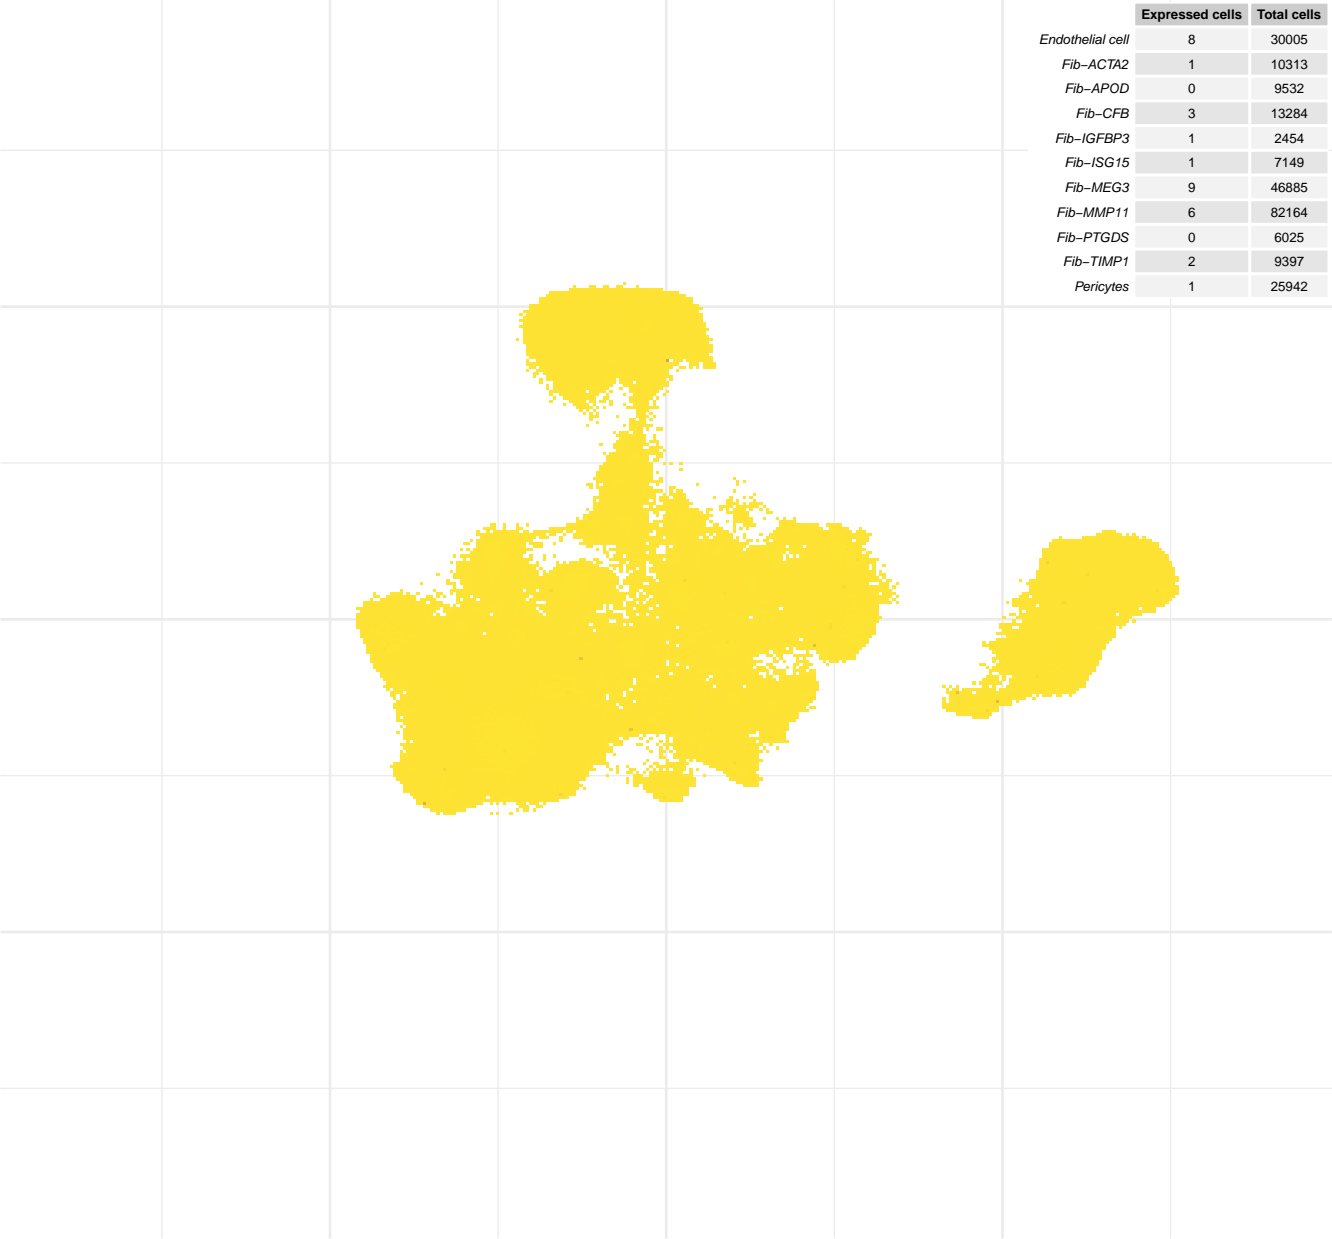 Expressed cells Total cells
Endothelial cell 8 30005
Fib−ACTA2 1 10313
Fib−APOD 0 9532
Fib−CFB 3 13284
Fib−IGFBP3 1 2454
Fib−ISG15 1 7149
Fib−MEG3 9 46885
Fib−MMP11 6 82164
Fib−PTGDS 0 6025
Fib−TIMP1 2 9397
Pericytes 1 25942